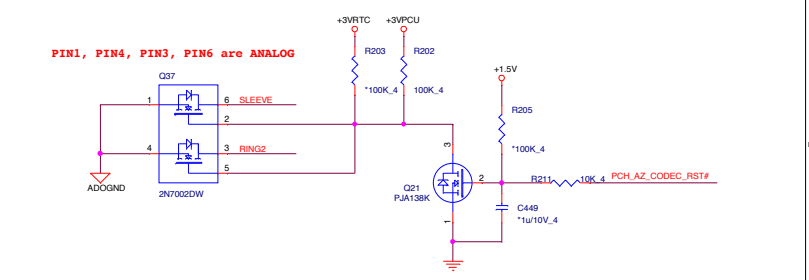 +3VRTC +3VPCU
PIN1, PIN4, PIN3, PIN6 are ANALOG
R203 R202
+1.5V
Q37
*100K_4 100K_4
1 6 SLEEVE
2
R205
*100K_4
4 3 RING2
5
3
ADOGND
2N7002DW
Q21
PJA138K
2
R211 10K_4 PCH_AZ_CODEC_RST#
1
C449
*1u/10V_4